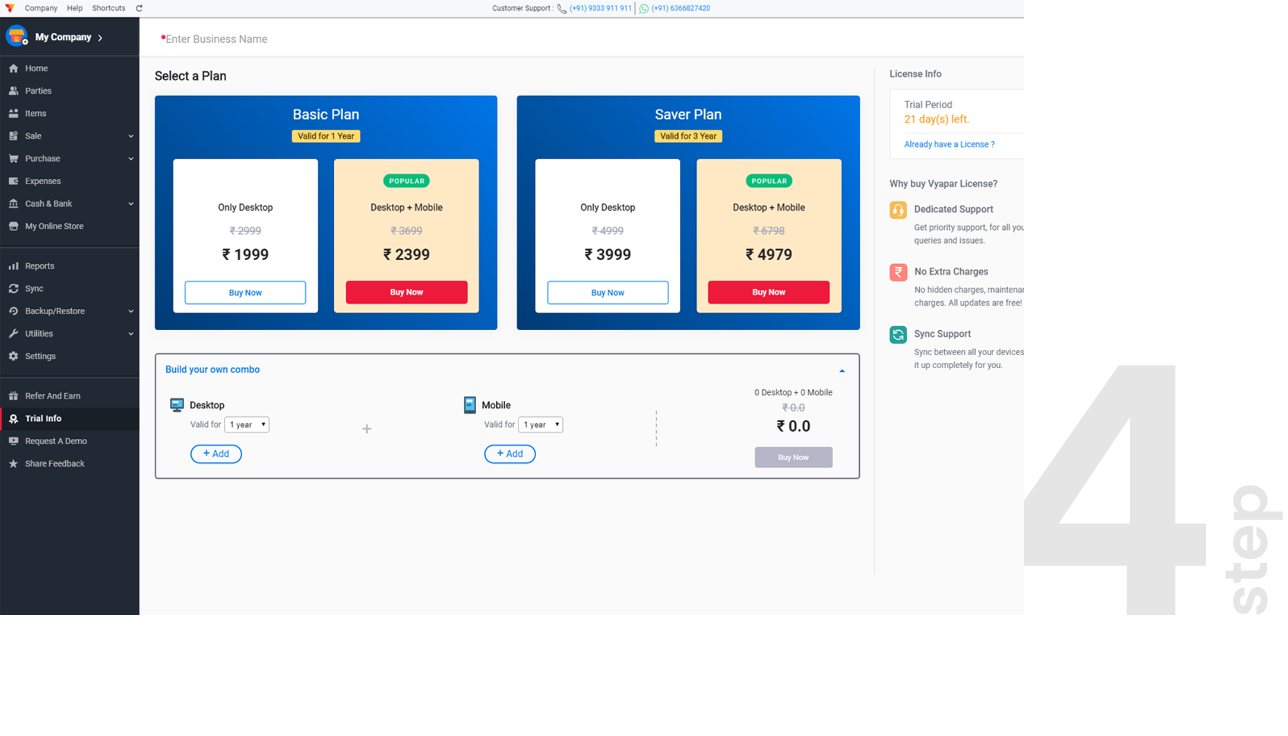 Company Help Shortcuts
Customer Support : (+91) 9333 911 911 (+91) 6366827420
My Company
Home
Parties
Items
Sale
Purchase
Expenses
Cash & Bank
My Online Store
Reports
Sync
Backup/Restore
Utilities
Settings
Refer And Earn
Trial Info
Request A Demo
Share Feedback
*Enter Business Name
Select a Plan
Basic Plan
Valid for 1 Year
Only Desktop
₹ 2999
₹ 1999
Buy Now
POPULAR
Desktop + Mobile
₹ 3699
₹ 2399
Buy Now
Saver Plan
Valid for 3 Year
Only Desktop
₹ 4999
₹ 3999
Buy Now
POPULAR
Desktop + Mobile
₹ 6798
₹ 4979
Buy Now
Build your own combo
Desktop
Valid for 1 year
+ Add
+
Mobile
Valid for 1 year
+ Add
0 Desktop + 0 Mobile
₹ 0.0
₹ 0.0
Buy Now
License Info
Trial Period
21 day(s) left.
Already have a License ?
Why buy Vyapar License?
Dedicated Support
Get priority support, for all you
queries and issues.
No Extra Charges
No hidden charges, maintenan
charges. All updates are free!
Sync Support
Sync between all your devices
it up completely for you.
4
step